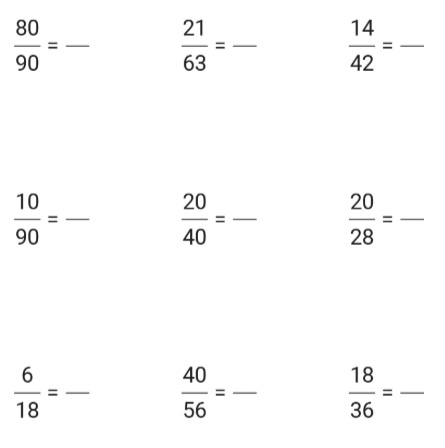 80/90 = — 21/63 = — 14/42 = —
10/90 = — 20/40 = — 20/28 = —
6/18 = — 40/56 = — 18/36 = —